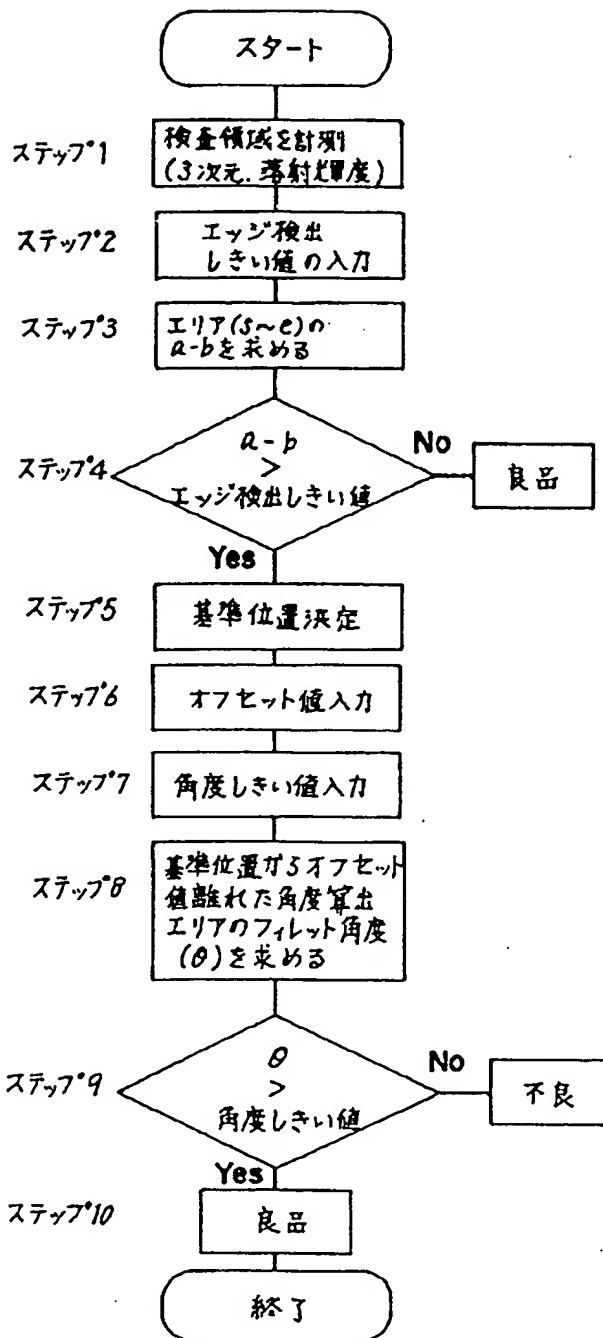 スタート
ステップ1
検査領域を計測
(3次元.落射輝度)
ステップ2
エッジ検出
しきい値の入力
ステップ3
エリア(s~e)の
a-bを求める
ステップ4
a-b
>
エッジ検出しきい値
No
良品
Yes
ステップ5
基準位置決定
ステップ6
オフセット値入力
ステップ7
角度しきい値入力
ステップ8
基準位置からオフセット
値離れた角度算出
エリアのフィレット角度
(θ)を求める
ステップ9
θ
>
角度しきい値
No
不良
Yes
ステップ10
良品
終了